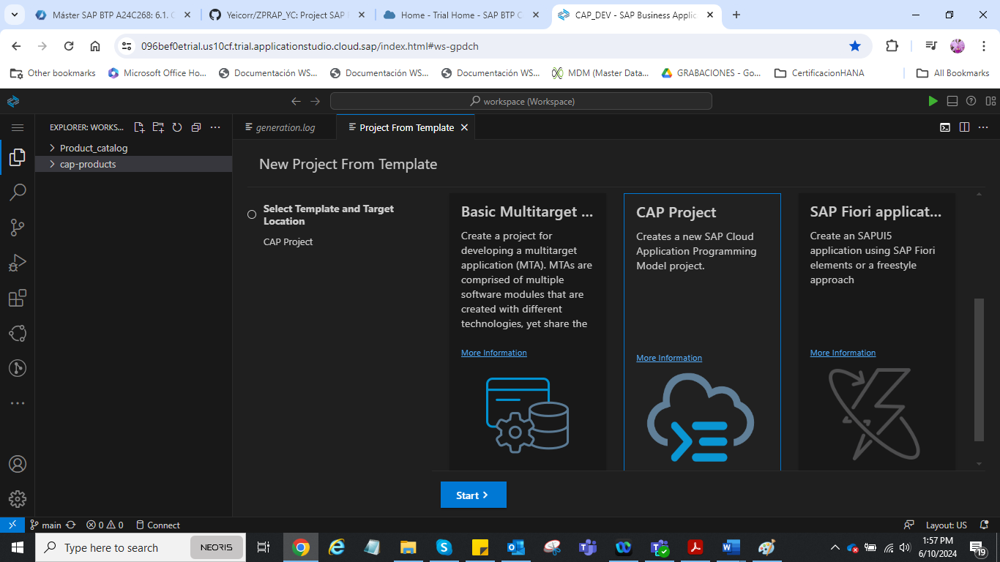 Máster SAP BTP A24C268: 6.1. C
Yeicorr/ZPRAP_YC: Project SAP
Home - Trial Home - SAP BTP C
CAP_DEV - SAP Business Applic
096bef0etrial.us10cf.trial.applicationstudio.cloud.sap/index.html#ws-gpdch
Other bookmarks
Microsoft Office Ho...
Documentación WS...
Documentación WS...
Documentación WS...
MDM (Master Data...
GRABACIONES - Go...
CertificacionHANA
All Bookmarks
workspace (Workspace)
EXPLORER: WORKS...
generation.log
Project From Template
Product_catalog
cap-products
New Project From Template
Select Template and Target
Location
CAP Project
Basic Multitarget ...
Create a project for
developing a multitarget
application (MTA). MTAs are
comprised of multiple
software modules that are
created with different
technologies, yet share the
More Information
CAP Project
Creates a new SAP Cloud
Application Programming
Model project.
More Information
SAP Fiori applicat...
Create an SAPUI5
application using SAP Fiori
elements or a freestyle
approach
More Information
Start
main
0
0
Connect
Layout: US
Type here to search
NEORIS
1:57 PM
6/10/2024
19